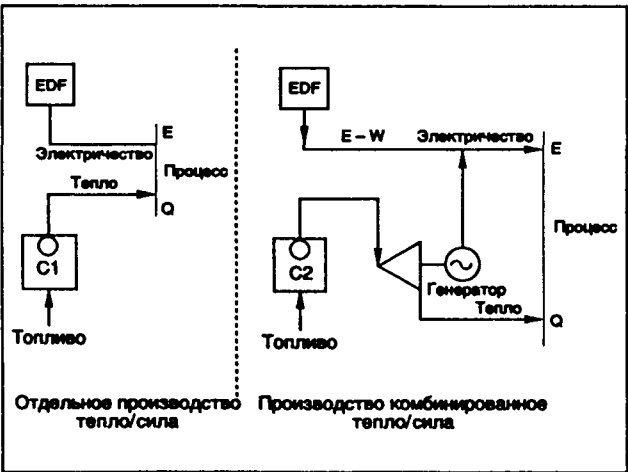 EDF
E
Электричество
Процесс
Тепло
Q
C1
Топливо
Отдельное производство
тепло/сила
EDF
E – W
Электричество
E
C2
Процесс
Генератор
Тепло
Q
Топливо
Производство комбинированное
тепло/сила